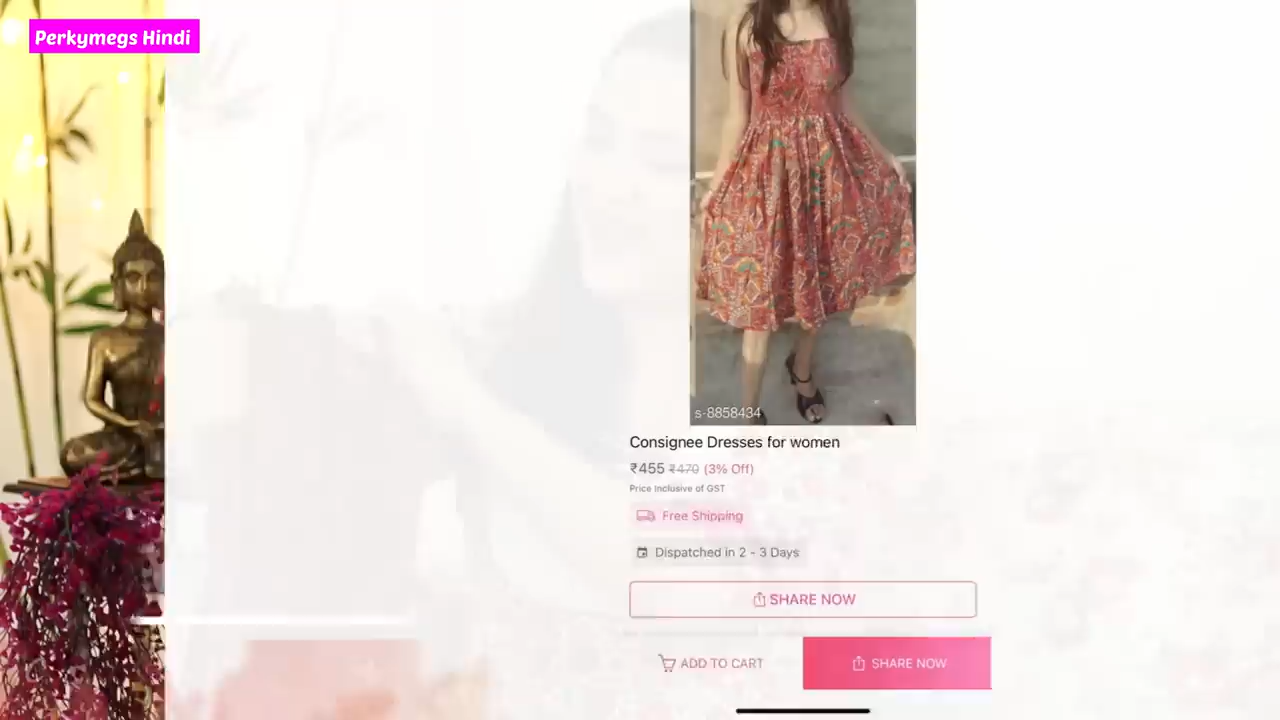 Perkymegs Hindi
s-8858434
Consignee Dresses for women
₹455 ₹470 (3% Off)
Price Inclusive of GST
Free Shipping
Dispatched in 2 - 3 Days
SHARE NOW
ADD TO CART
SHARE NOW